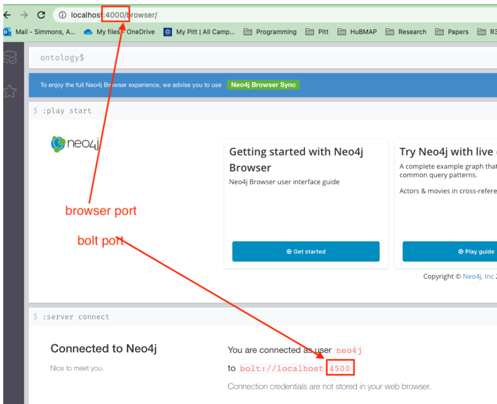 localhost:4000/browser/
Mail - Simmons, A... My files - OneDrive My Pitt | All Camp... Programming Pitt HuBMAP Research Papers
ontology$
To enjoy the full Neo4j Browser experience, we advise you to use Neo4j Browser Sync
$ :play start
neo4j
Getting started with Neo4j
Browser
Neo4j Browser user interface guide
Get started
Try Neo4j with live
A complete example graph that
common query patterns.
Actors & movies in cross-refere
Play guide
Copyright © Neo4j, Inc
browser port
bolt port
$ :server connect
Connected to Neo4j
Nice to meet you.
You are connected as user neo4j
to bolt://localhost:4500
Connection credentials are not stored in your web browser.